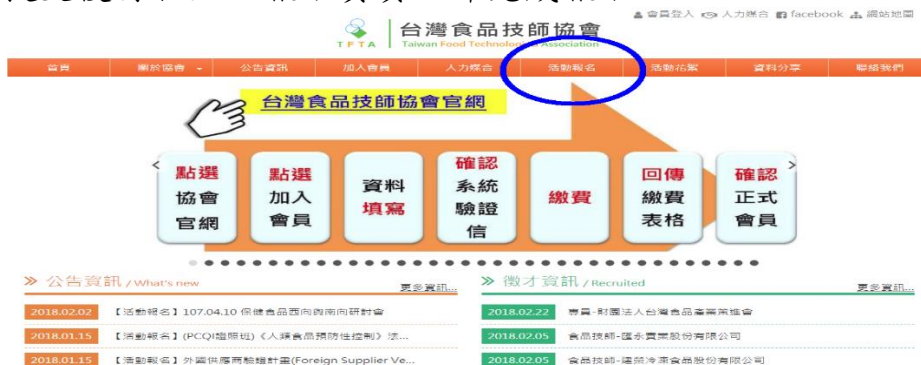 會員登入 人力媒合 facebook 網站地圖
台灣食品技師協會
TFTA Taiwan Food Technologist Association
首頁 關於協會 公告資訊 加入會員 人力媒合 活動報名 活動花絮 資料分享 聯絡我們
台灣食品技師協會官網
點選協會官網
點選加入會員
資料填寫
確認系統驗證信
繳費
回傳繳費表格
確認正式會員
公告資訊 / What's new 更多資訊...
2018.02.02 【活動報名】107.04.10 保健食品西向與南向研討會
2018.01.15 【活動報名】(PCQI證照班)《人類食品預防性控制》法...
2018.01.15 【活動報名】外國供應商驗證計畫(Foreign Supplier Ve...
徵才資訊 / Recruited 更多資訊...
2018.02.22 專員-財團法人台灣食品產業策進會
2018.02.05 食品技師-匯永實業股份有限公司
2018.02.05 食品技師-建榮冷凍食品股份有限公司